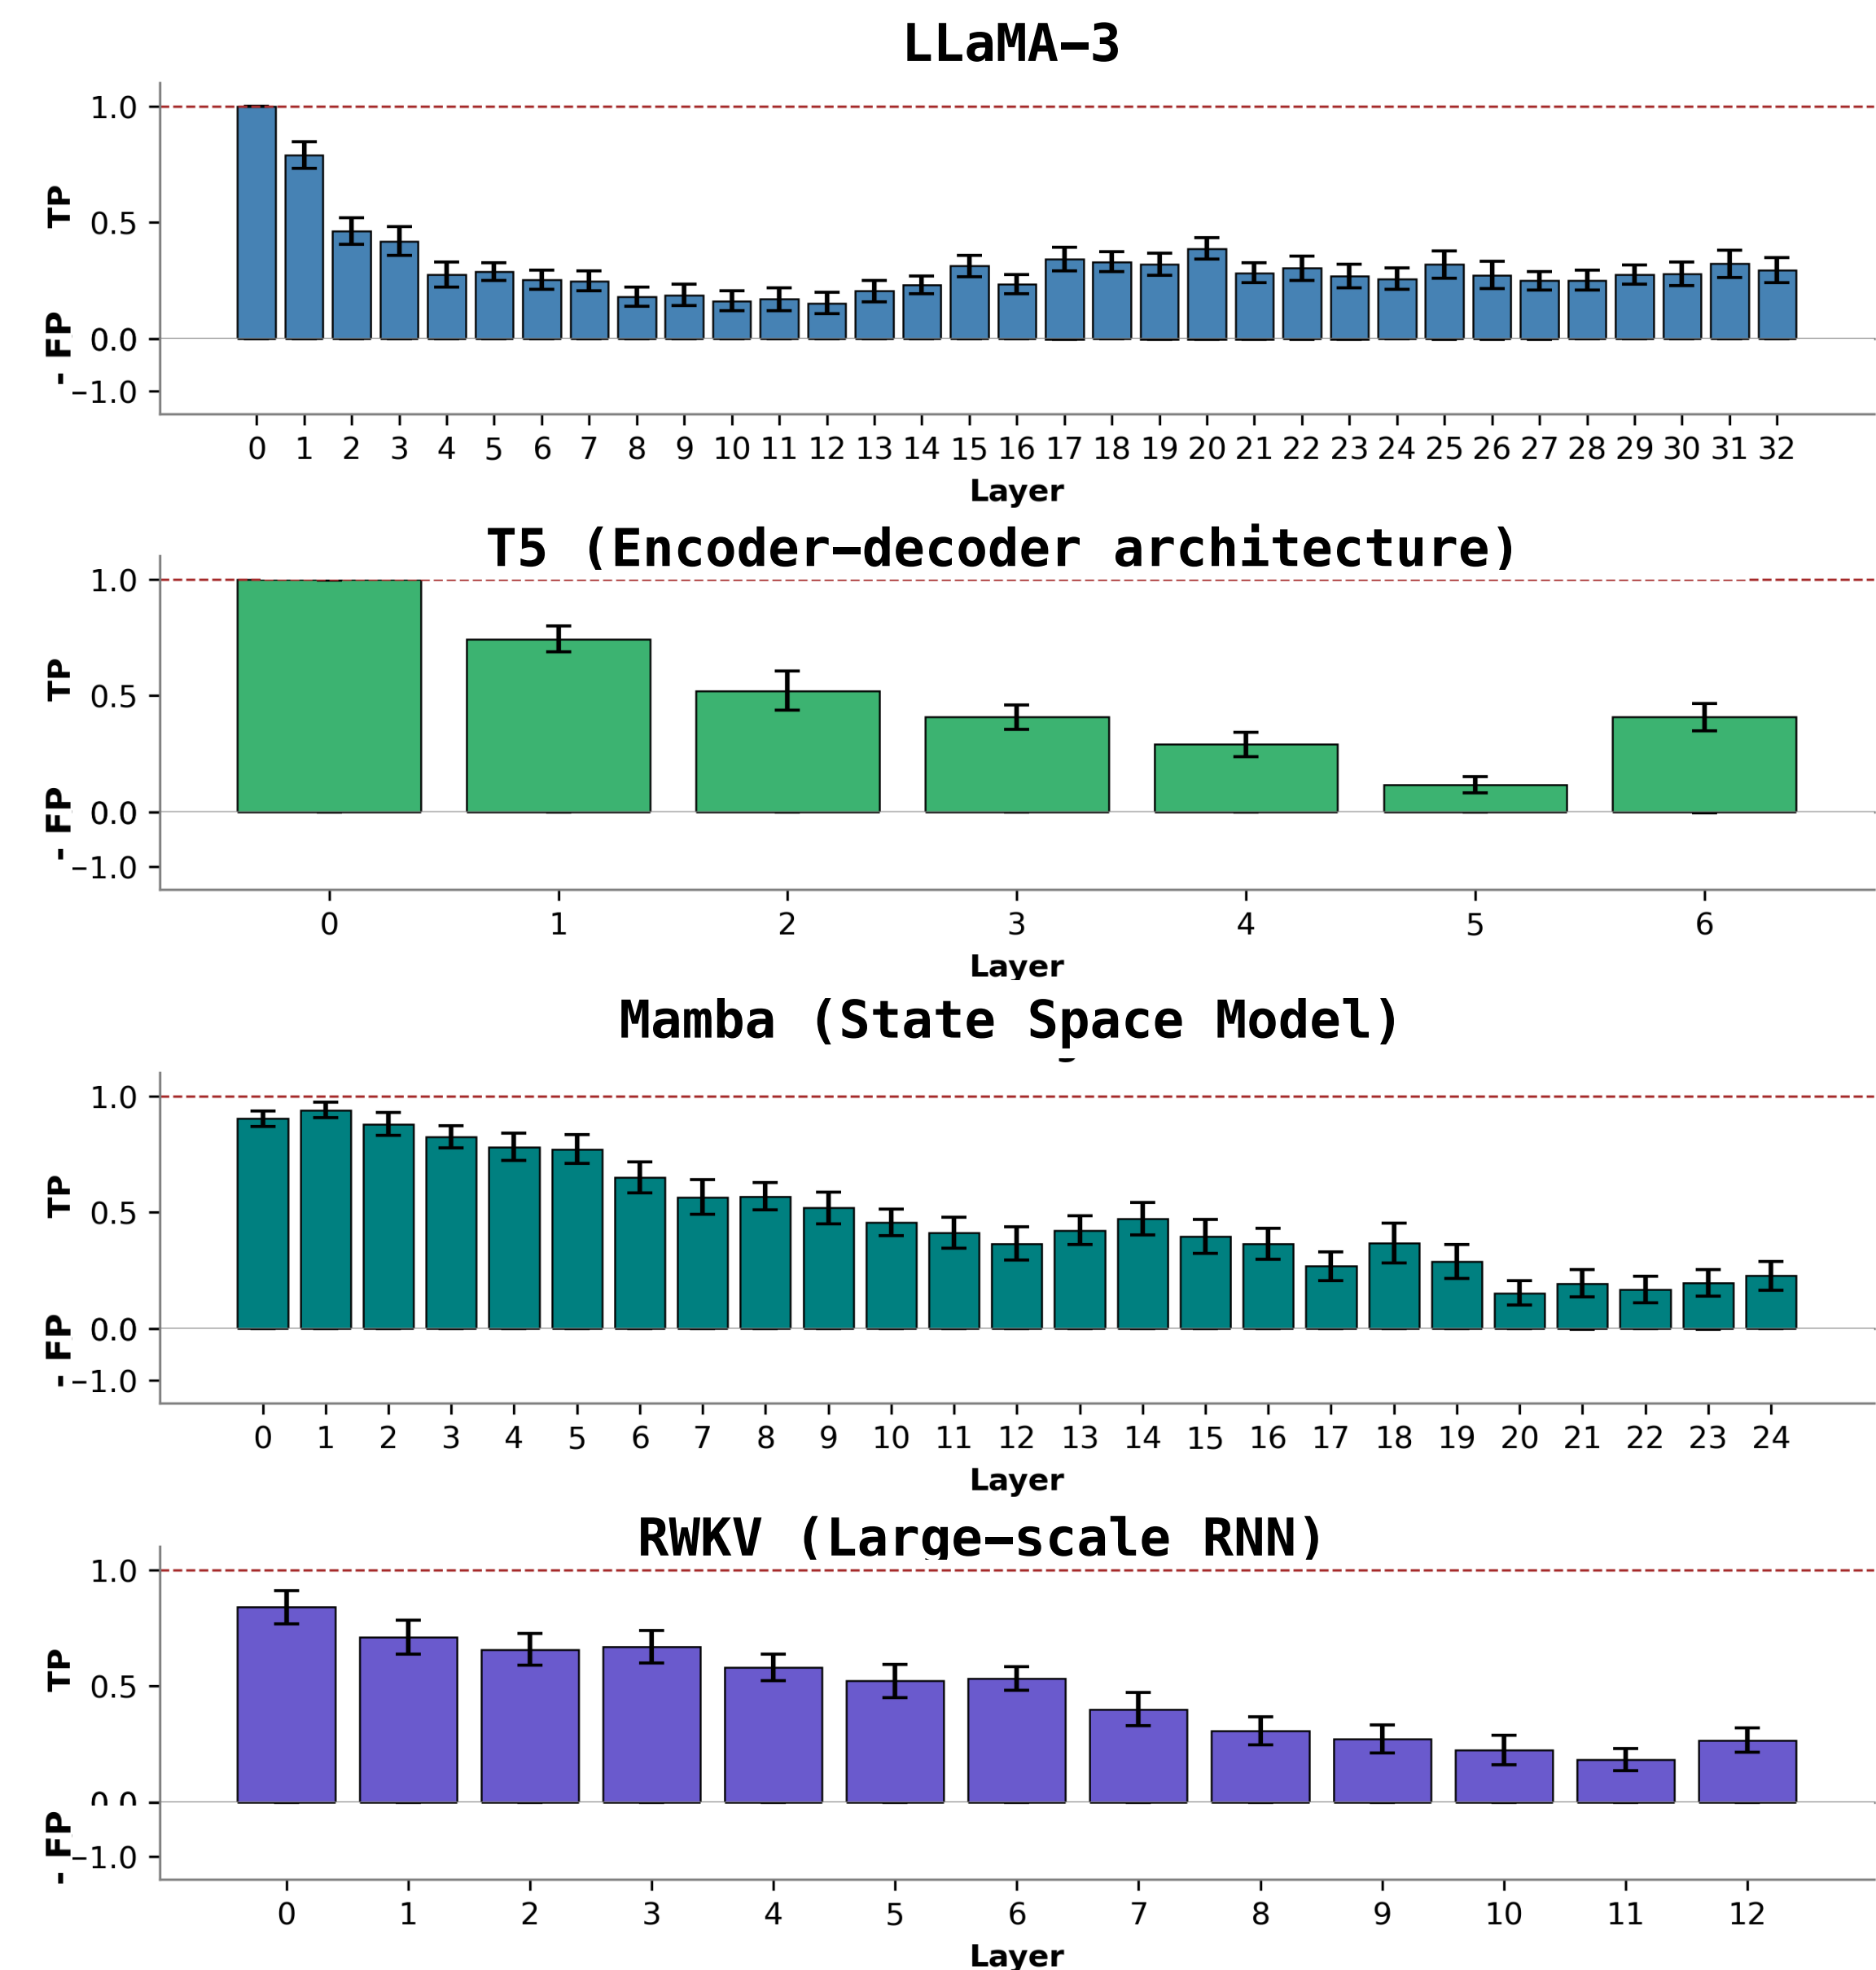 LLaMA−3
1.0
0.5
0.0
−1.0
TP
- FP
0 1 2 3 4 5 6 7 8 9 10 11 12 13 14 15 16 17 18 19 20 21 22 23 24 25 26 27 28 29 30 31 32
Layer
T5 (Encoder−decoder architecture)
1.0
0.5
0.0
−1.0
TP
- FP
0 1 2 3 4 5 6
Layer
Mamba (State Space Model)
1.0
0.5
0.0
−1.0
TP
- FP
0 1 2 3 4 5 6 7 8 9 10 11 12 13 14 15 16 17 18 19 20 21 22 23 24
Layer
RWKV (Large−scale RNN)
1.0
0.5
0.0
−1.0
TP
- FP
0 1 2 3 4 5 6 7 8 9 10 11 12
Layer